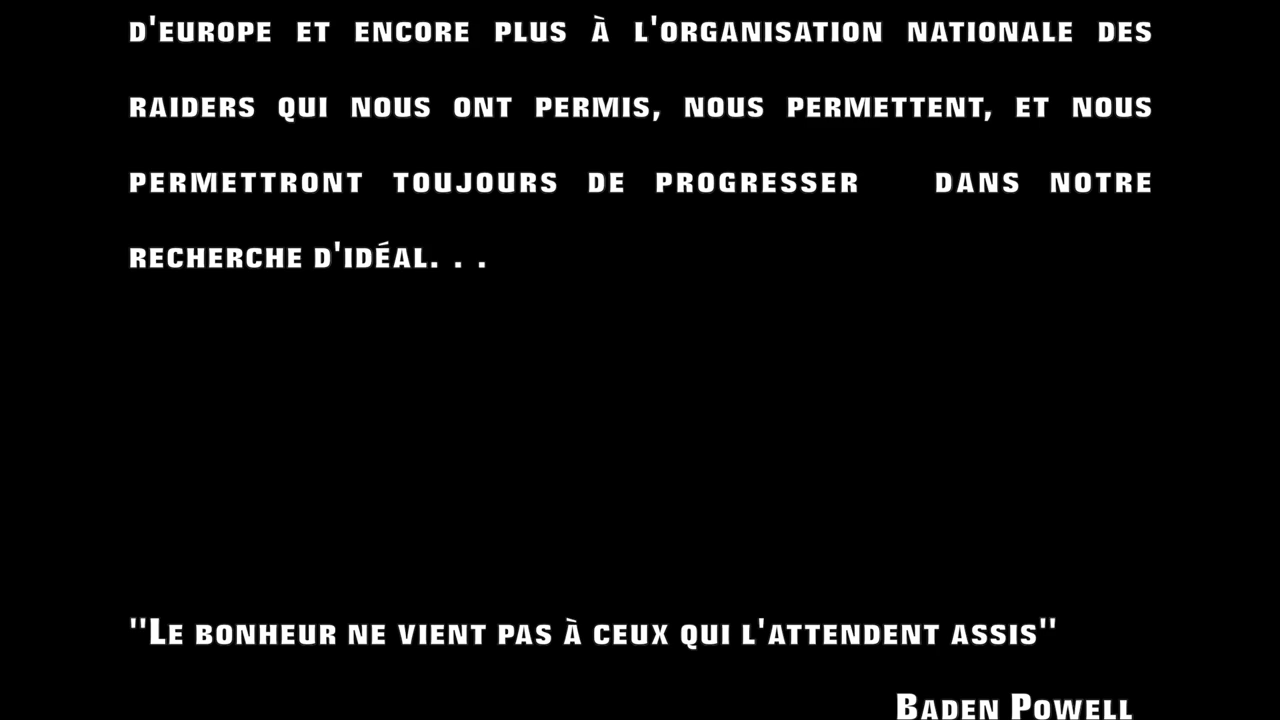 D'EUROPE ET ENCORE PLUS À L'ORGANISATION NATIONALE DES
RAIDERS QUI NOUS ONT PERMIS, NOUS PERMETTENT, ET NOUS
PERMETTRONT TOUJOURS DE PROGRESSER DANS NOTRE
RECHERCHE D'IDÉAL. . .
"LE BONHEUR NE VIENT PAS À CEUX QUI L'ATTENDENT ASSIS"
BADEN POWELL